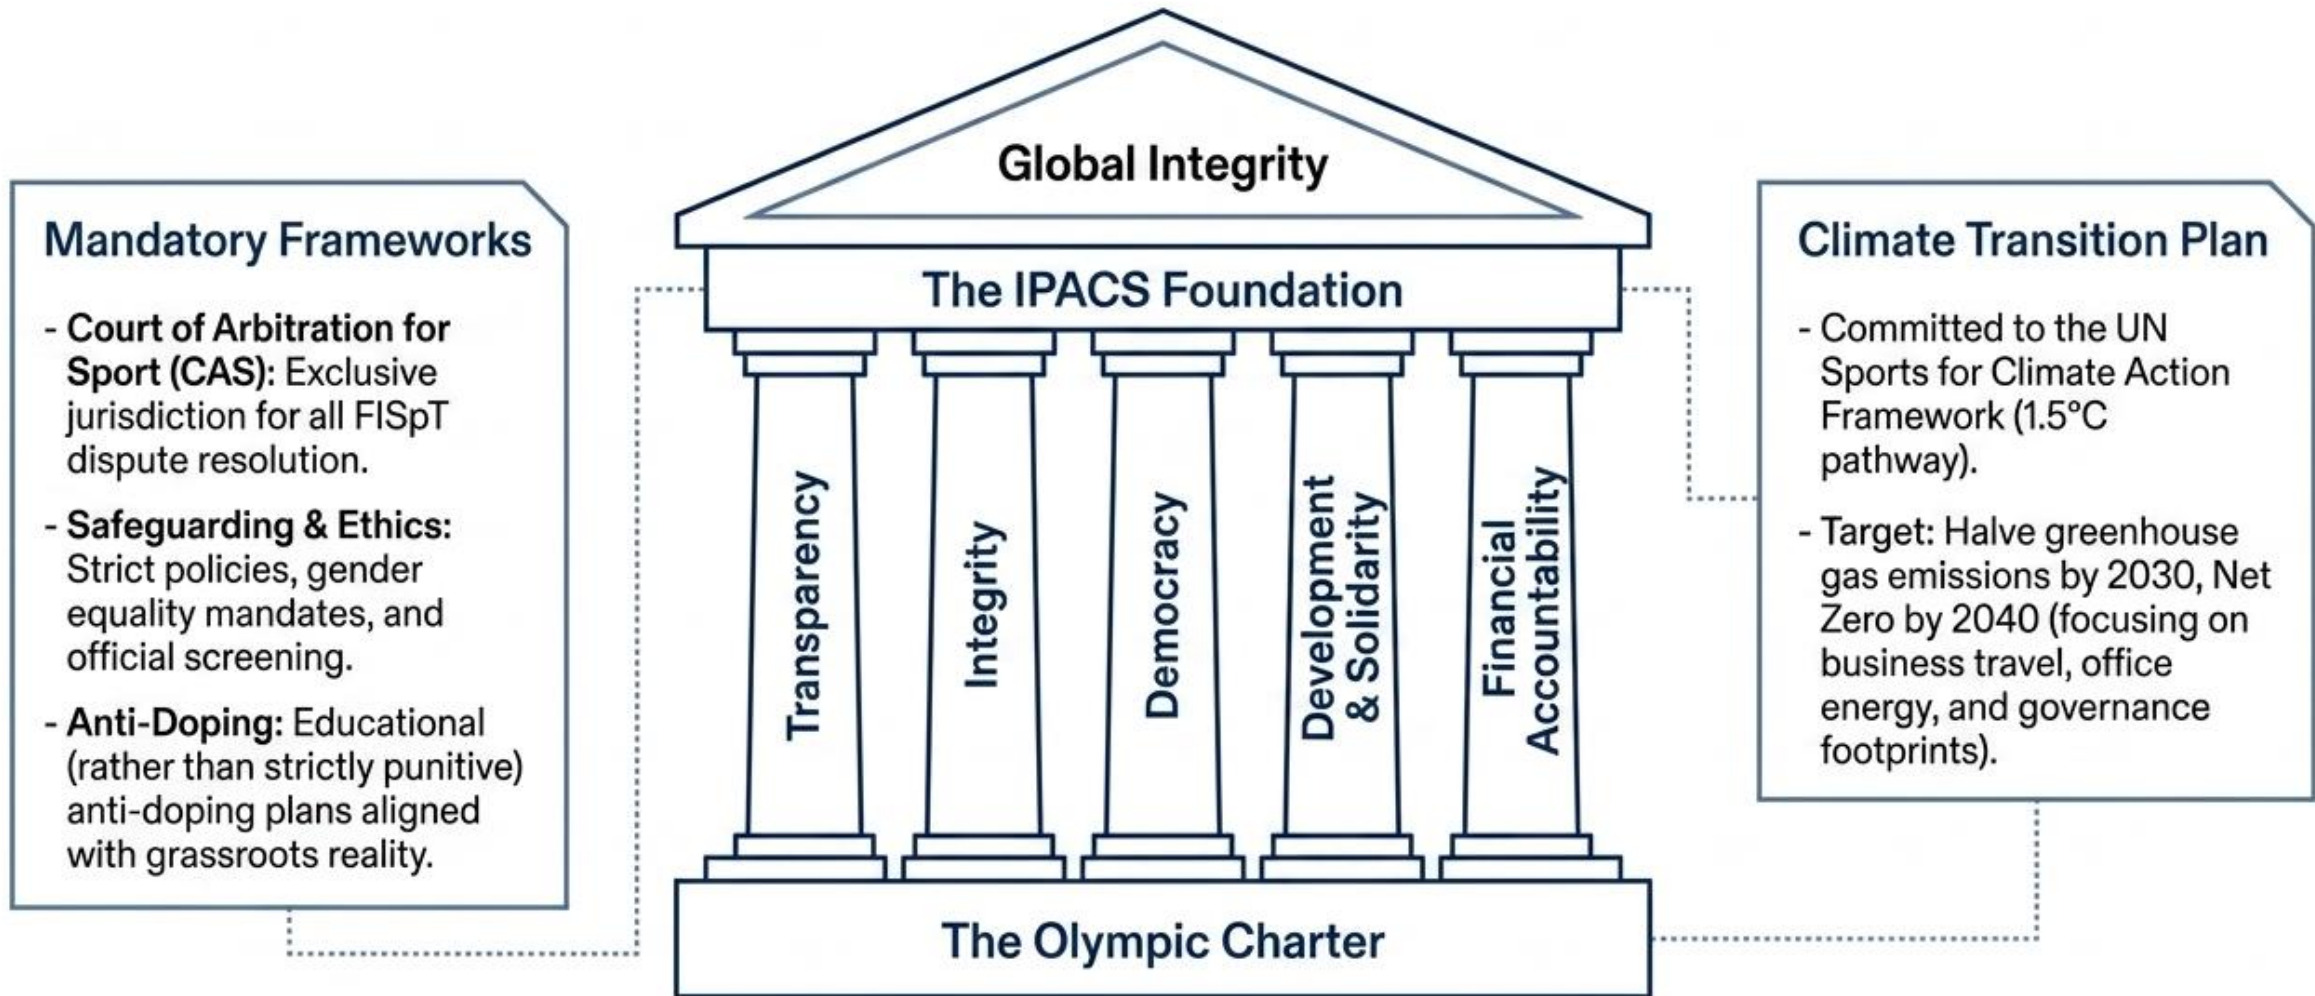 Global Integrity
The IPACS Foundation
Transparency
Integrity
Democracy
Development
& Solidarity
Financial
Accountability
The Olympic Charter
Mandatory Frameworks
- Court of Arbitration for
Sport (CAS): Exclusive
jurisdiction for all FISpT
dispute resolution.
- Safeguarding & Ethics:
Strict policies, gender
equality mandates, and
official screening.
- Anti-Doping: Educational
(rather than strictly punitive)
anti-doping plans aligned
with grassroots reality.
Climate Transition Plan
- Committed to the UN
Sports for Climate Action
Framework (1.5°C
pathway).
- Target: Halve greenhouse
gas emissions by 2030, Net
Zero by 2040 (focusing on
business travel, office
energy, and governance
footprints).